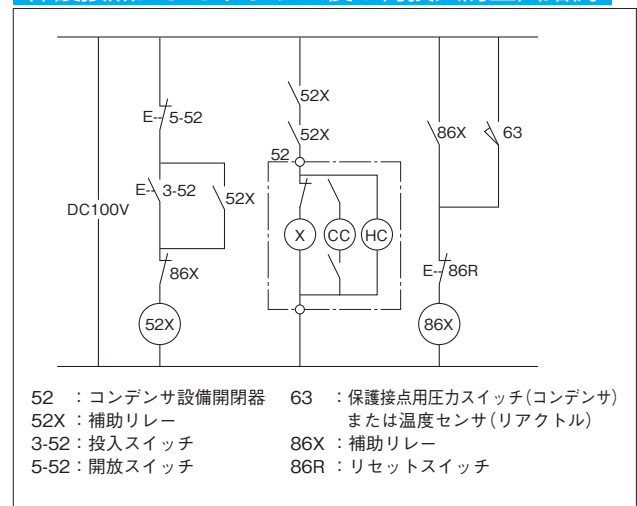 52X
E-- 5-52
52X
86X
63
52
E-- 3-52
52X
DC100V
X
CC
HC
86X
E-- 86R
52X
86X
52 ：コンデンサ設備開閉器
52X：補助リレー
3-52：投入スイッチ
5-52：開放スイッチ
63 ：保護接点用圧力スイッチ(コンデンサ)
または温度センサ(リアクトル)
86X：補助リレー
86R：リセットスイッチ